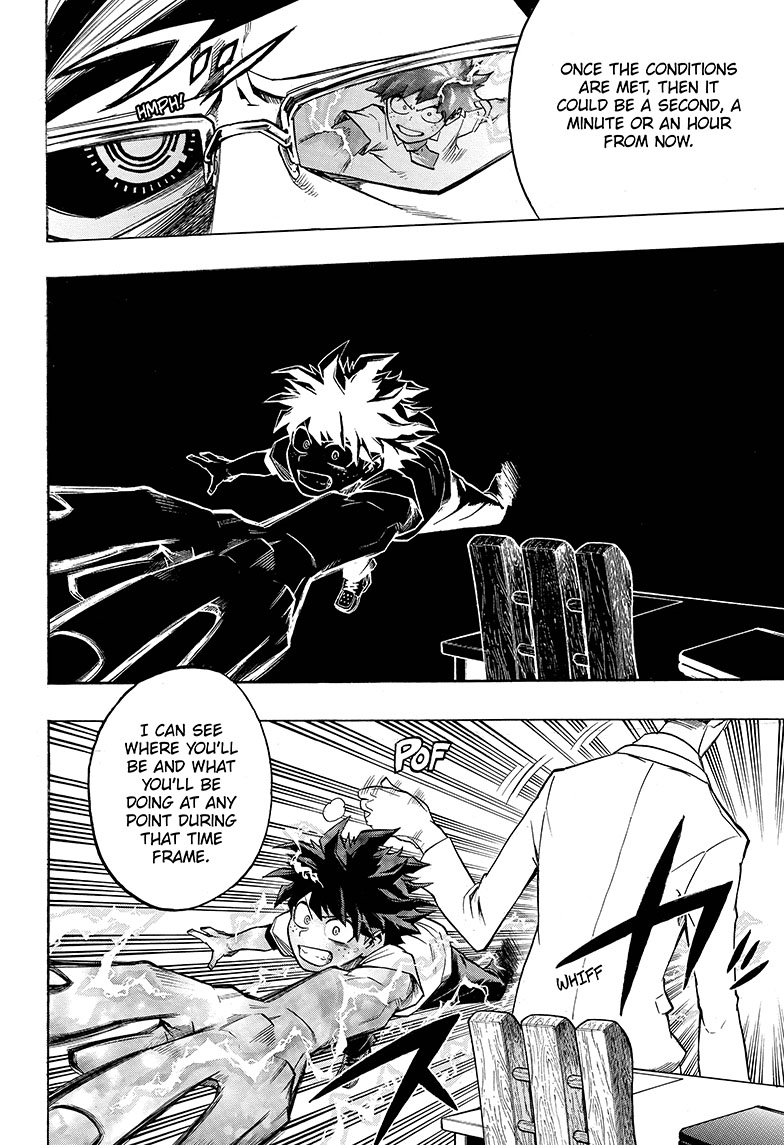 ONCE THE CONDITIONS
ARE MET, THEN IT
COULD BE A SECOND, A
MINUTE OR AN HOUR
FROM NOW.
HMPH!
I CAN SEE
WHERE YOU'LL
BE AND WHAT
YOU'LL BE
DOING AT ANY
POINT DURING
THAT TIME
FRAME.
POF
カッ
WHIFF